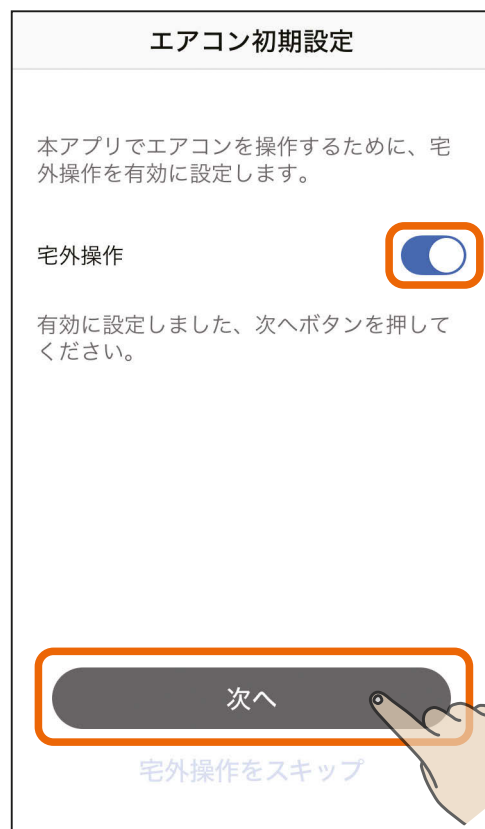 エアコン初期設定
本アプリでエアコンを操作するために、宅
外操作を有効に設定します。
宅外操作
有効に設定しました、次へボタンを押して
ください。
次へ
宅外操作をスキップ